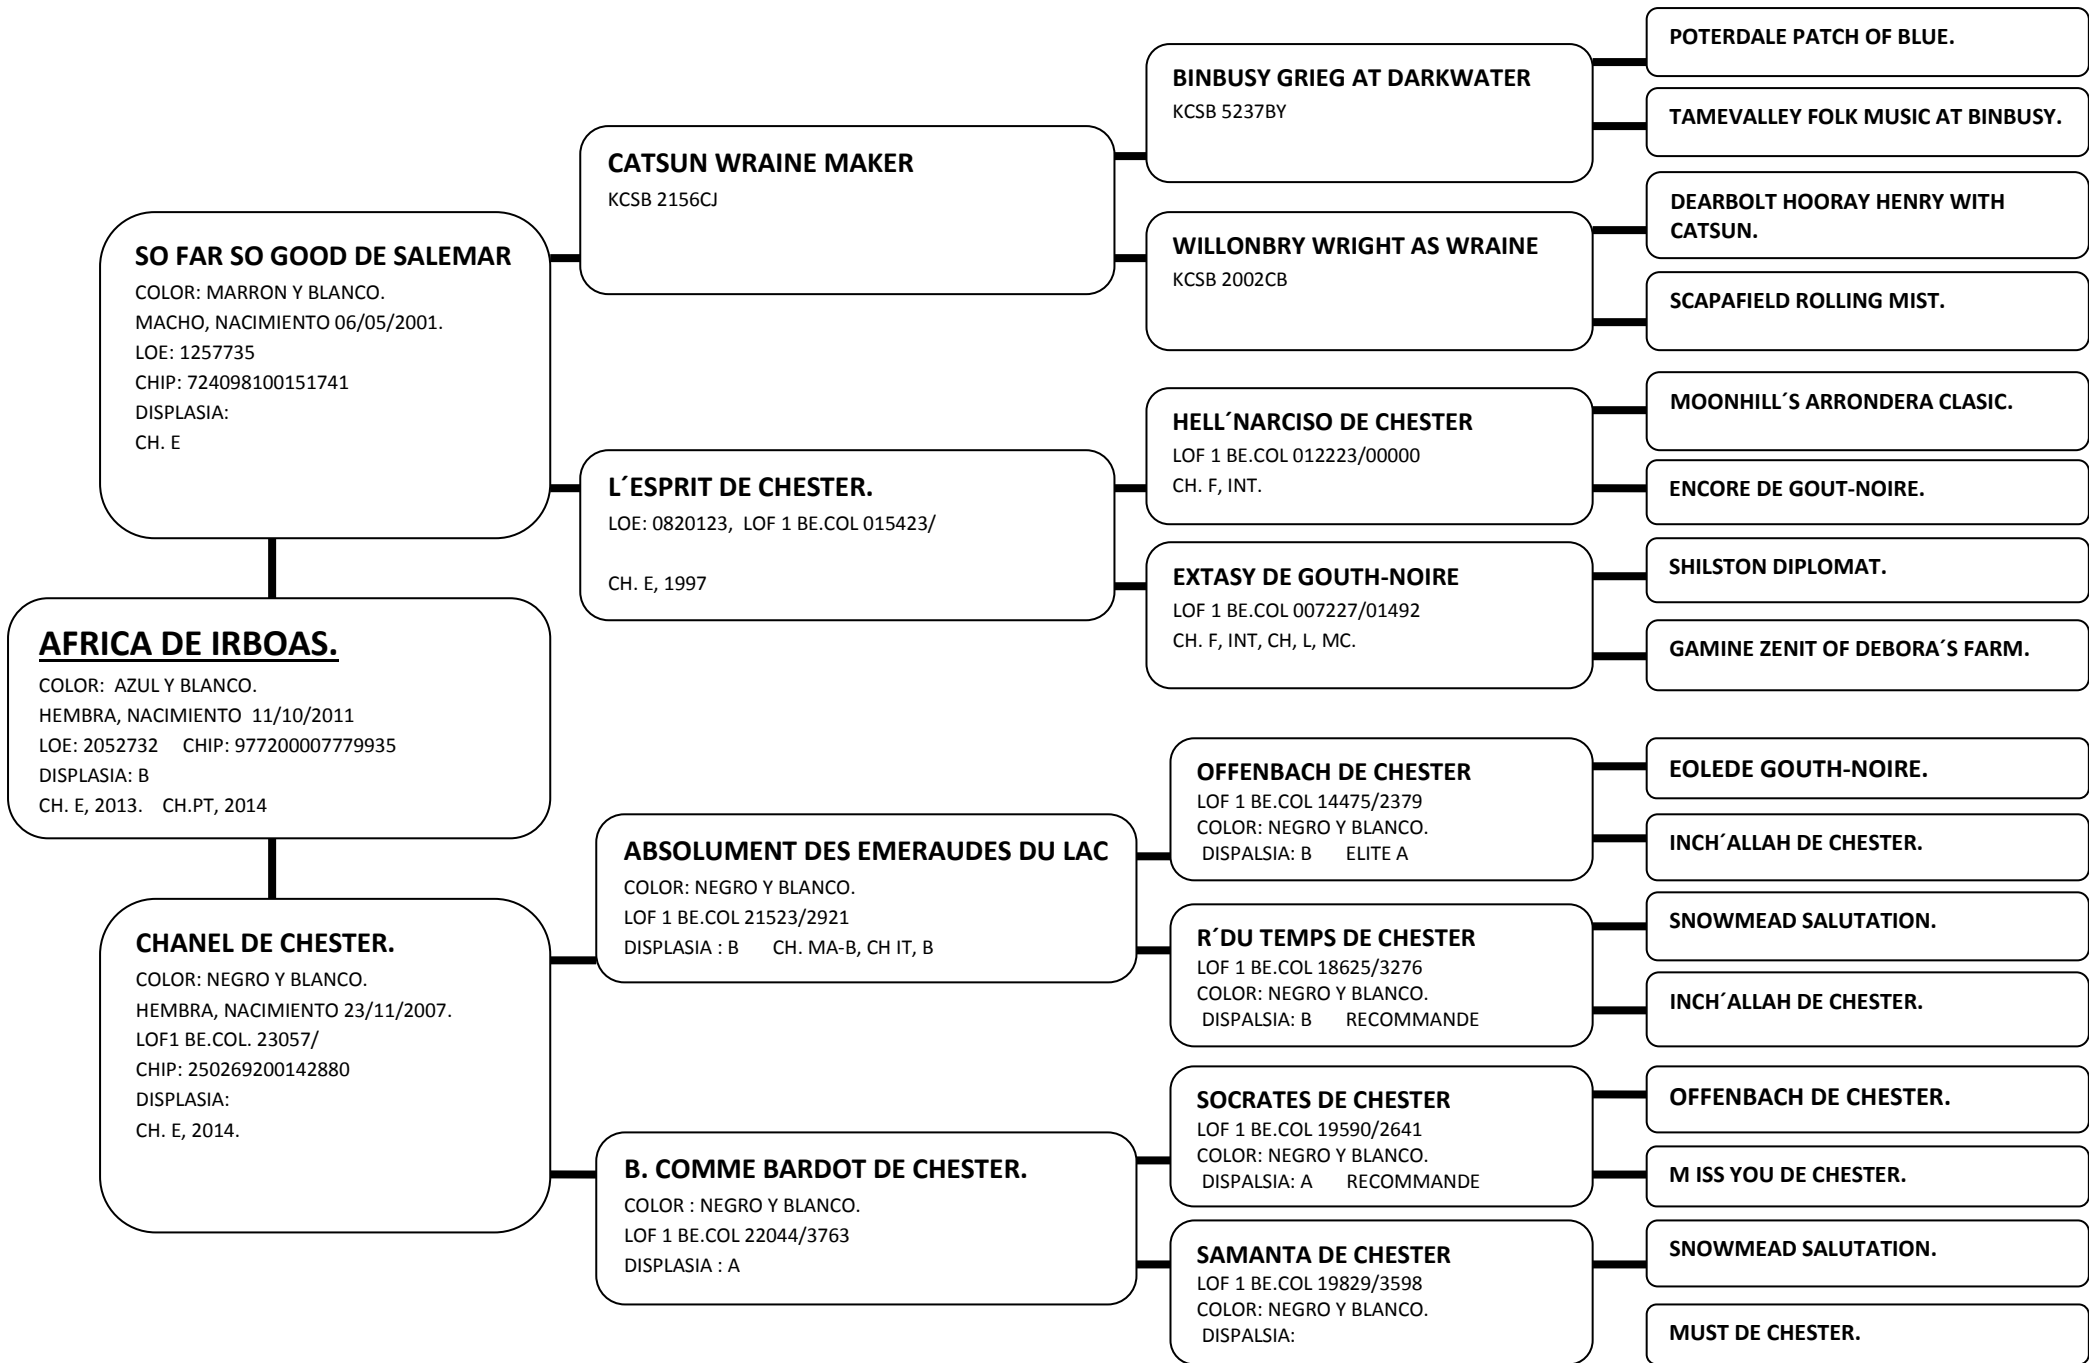 POTERDALE PATCH OF BLUE.
TAMEVALLEY FOLK MUSIC AT BINBUSY.
DEARBOLT HOORAY HENRY WITH
CATSUN.
SCAPAFIELD ROLLING MIST.
MOONHILL´S ARRONDERA CLASIC.
ENCORE DE GOUT-NOIRE.
SHILSTON DIPLOMAT.
GAMINE ZENIT OF DEBORA´S FARM.
EOLEDE GOUTH-NOIRE.
INCH´ALLAH DE CHESTER.
SNOWMEAD SALUTATION.
INCH´ALLAH DE CHESTER.
OFFENBACH DE CHESTER.
M ISS YOU DE CHESTER.
SNOWMEAD SALUTATION.
MUST DE CHESTER.
BINBUSY GRIEG AT DARKWATER
KCSB 5237BY
WILLONBRY WRIGHT AS WRAINE
KCSB 2002CB
HELL´NARCISO DE CHESTER
LOF 1 BE.COL 012223/00000
CH. F, INT.
EXTASY DE GOUTH-NOIRE
LOF 1 BE.COL 007227/01492
CH. F, INT, CH, L, MC.
OFFENBACH DE CHESTER
LOF 1 BE.COL 14475/2379
COLOR: NEGRO Y BLANCO.
DISPALSIA: B ELITE A
R´DU TEMPS DE CHESTER
LOF 1 BE.COL 18625/3276
COLOR: NEGRO Y BLANCO.
DISPALSIA: B RECOMMANDE
SOCRATES DE CHESTER
LOF 1 BE.COL 19590/2641
COLOR: NEGRO Y BLANCO.
DISPALSIA: A RECOMMANDE
SAMANTA DE CHESTER
LOF 1 BE.COL 19829/3598
COLOR: NEGRO Y BLANCO.
DISPALSIA:
CATSUN WRAINE MAKER
KCSB 2156CJ
L´ESPRIT DE CHESTER.
LOE: 0820123, LOF 1 BE.COL 015423/
CH. E, 1997
ABSOLUMENT DES EMERAUDES DU LAC
COLOR: NEGRO Y BLANCO.
LOF 1 BE.COL 21523/2921
DISPLASIA : B CH. MA-B, CH IT, B
B. COMME BARDOT DE CHESTER.
COLOR : NEGRO Y BLANCO.
LOF 1 BE.COL 22044/3763
DISPLASIA : A
SO FAR SO GOOD DE SALEMAR
COLOR: MARRON Y BLANCO.
MACHO, NACIMIENTO 06/05/2001.
LOE: 1257735
CHIP: 724098100151741
DISPLASIA:
CH. E
AFRICA DE IRBOAS.
COLOR: AZUL Y BLANCO.
HEMBRA, NACIMIENTO 11/10/2011
LOE: 2052732 CHIP: 977200007779935
DISPLASIA: B
CH. E, 2013. CH.PT, 2014
CHANEL DE CHESTER.
COLOR: NEGRO Y BLANCO.
HEMBRA, NACIMIENTO 23/11/2007.
LOF1 BE.COL. 23057/
CHIP: 250269200142880
DISPLASIA:
CH. E, 2014.